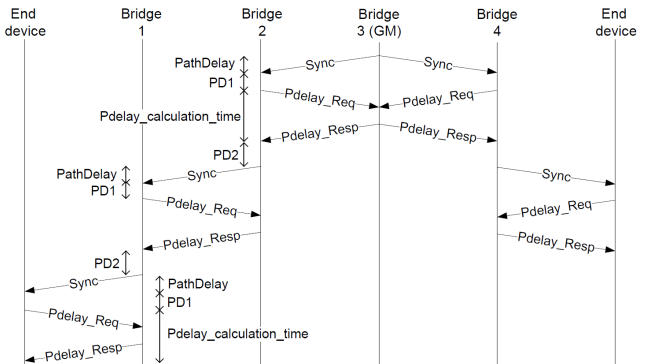 End device
Bridge 1
Bridge 2
Bridge 3 (GM)
Bridge 4
End device
PathDelay
Sync
Sync
PD1
Pdelay_Req
Pdelay_Req
Pdelay_calculation_time
Pdelay_Resp
Pdelay_Resp
PD2
PathDelay
Sync
Sync
PD1
Pdelay_Req
Pdelay_Req
Pdelay_Resp
Pdelay_Resp
PD2
Sync
PathDelay
PD1
Pdelay_Req
Pdelay_calculation_time
Pdelay_Resp